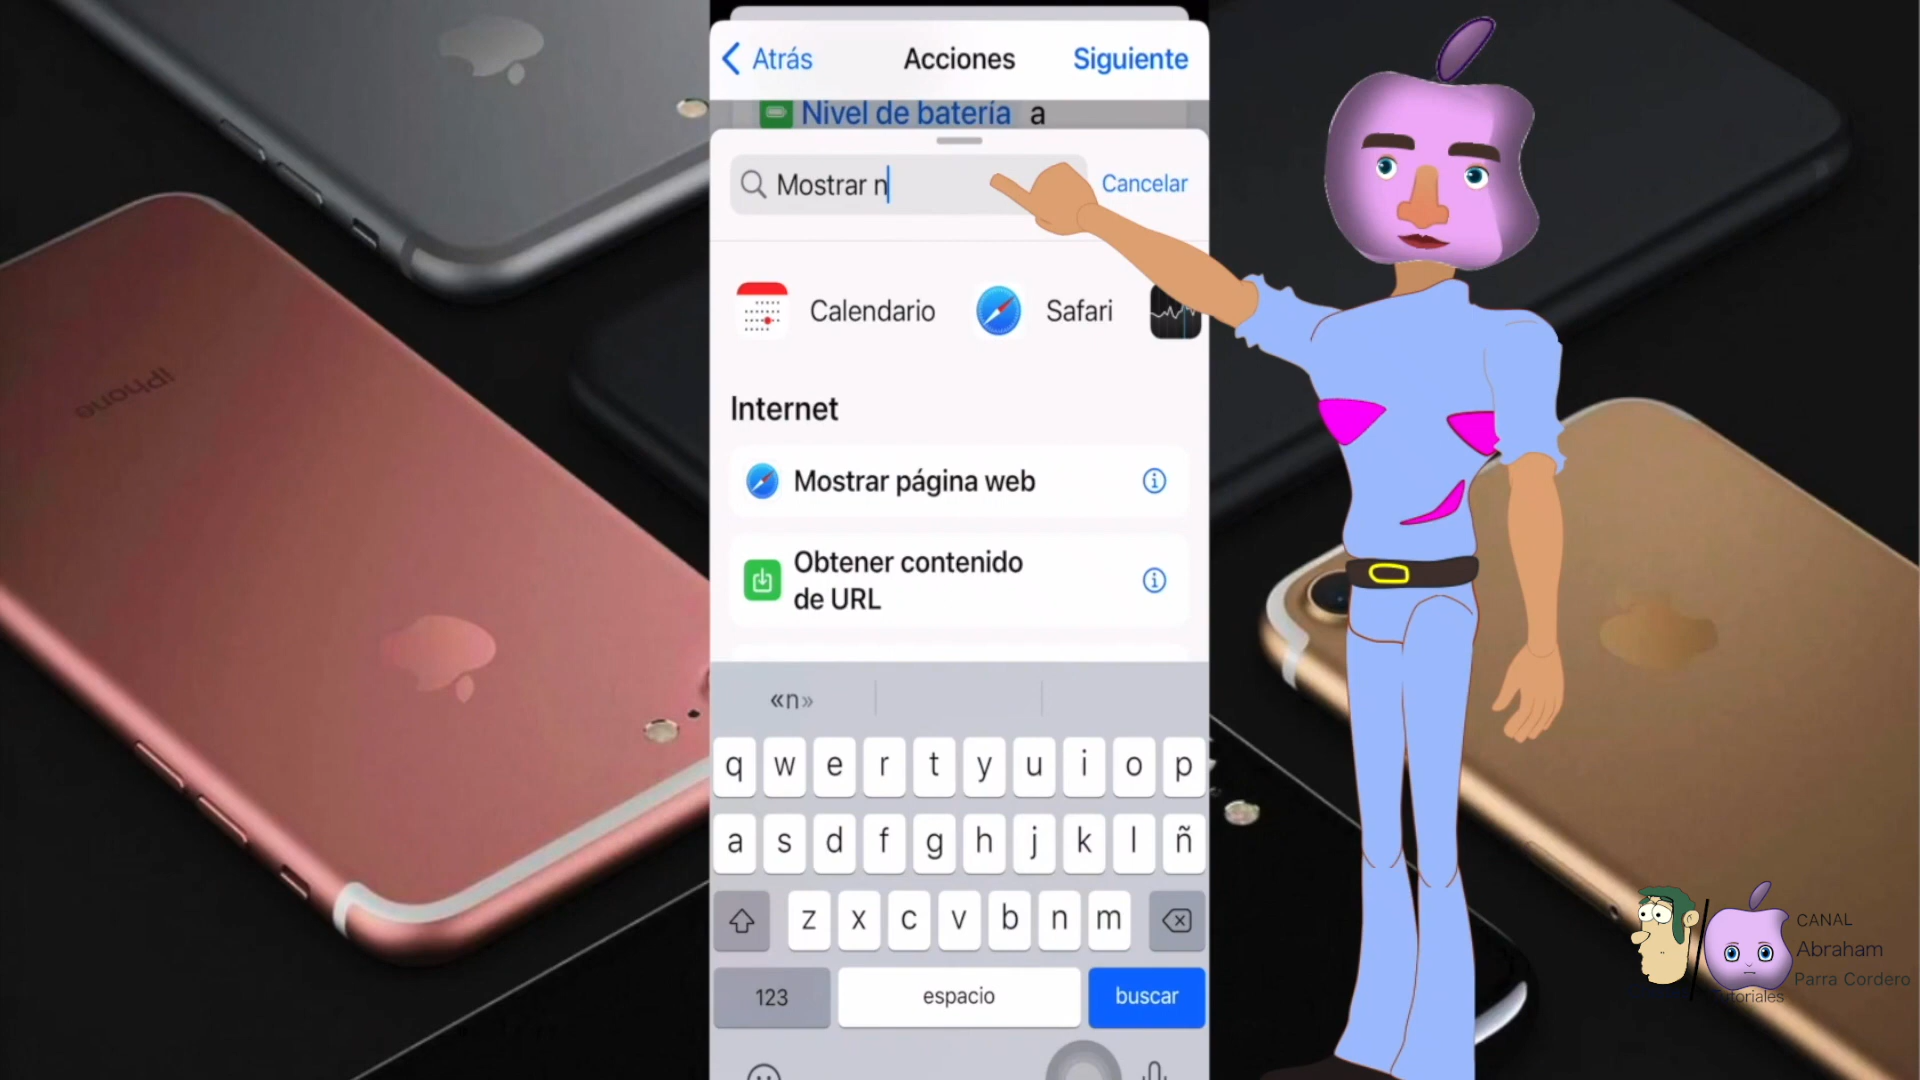 Atrás
Acciones
Siguiente
Nivel de batería a
Mostrar n
Cancelar
Calendario
Safari
Internet
Mostrar página web
Obtener contenido
de URL
«n»
q w e r t y u i o p
a s d f g h j k l ñ
z x c v b n m
123
espacio
buscar
iPhone
CANAL
Abraham
Parra Cordero
Tutoriales